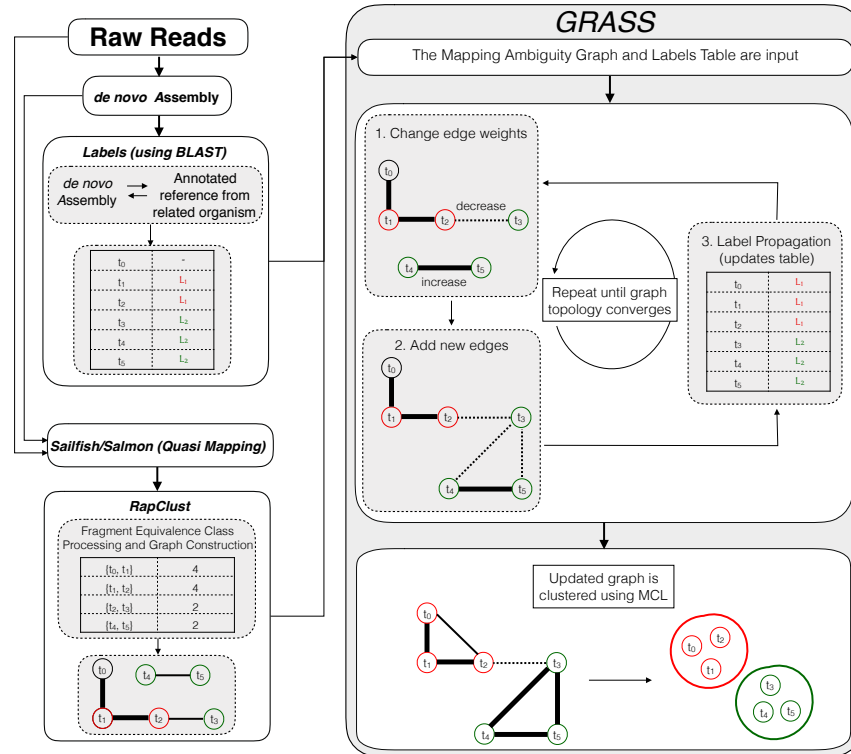 Raw Reads
de novo Assembly
Labels (using BLAST)
de novo
Assembly
Annotated
reference from
related organism
t₀ -
t₁ L₁
t₂ L₁
t₃ L₂
t₄ L₂
t₅ L₂
Sailfish/Salmon (Quasi Mapping)
RapClust
Fragment Equivalence Class
Processing and Graph Construction
{t₀, t₁} 4
{t₁, t₂} 4
{t₂, t₃} 2
{t₄, t₅} 2
t₀
t₄ t₅
t₁ t₂ t₃
GRASS
The Mapping Ambiguity Graph and Labels Table are input
1. Change edge weights
t₀
decrease
t₁ t₂ t₃
t₄ t₅
increase
2. Add new edges
t₀
t₁ t₂ t₃
t₄ t₅
Repeat until graph
topology converges
3. Label Propagation
(updates table)
t₀ L₁
t₁ L₁
t₂ L₁
t₃ L₂
t₄ L₂
t₅ L₂
Updated graph is
clustered using MCL
t₀
t₁ t₂ t₃
t₄ t₅
t₀ t₂
t₁
t₃
t₄ t₅